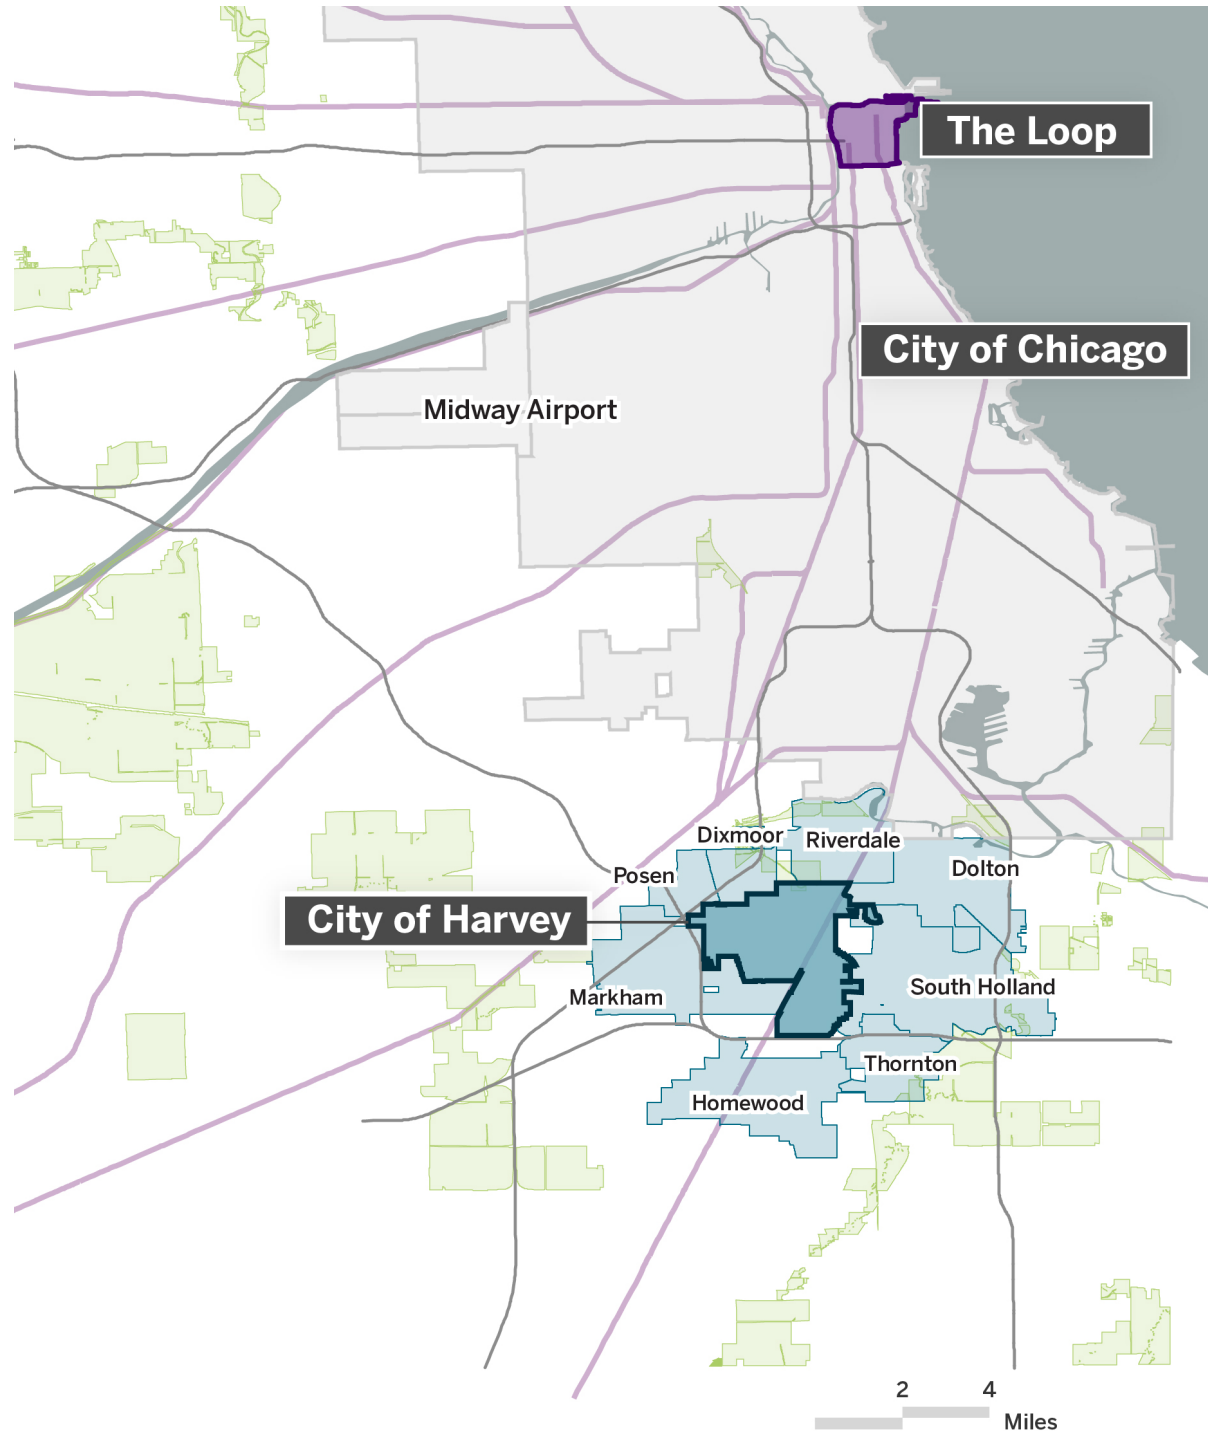 The Loop
City of Chicago
Midway Airport
Dixmoor
Riverdale
Posen
Dolton
City of Harvey
South Holland
Markham
Thornton
Homewood
2 4
Miles